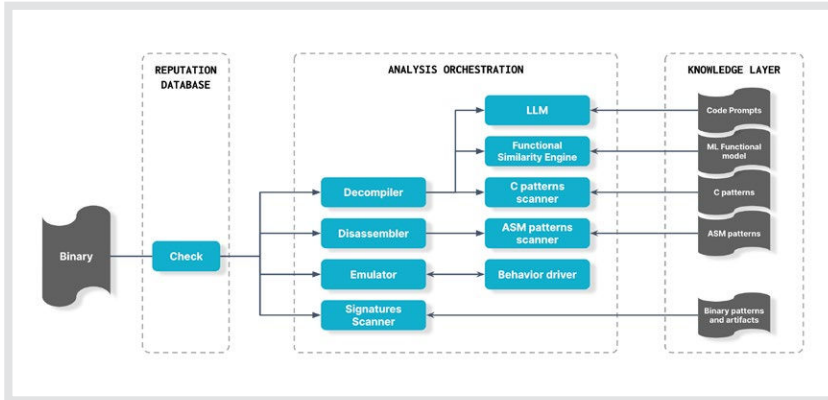 REPUTATION
DATABASE
ANALYSIS ORCHESTRATION
KNOWLEDGE LAYER
LLM
Code Prompts
Functional
Similarity Engine
ML Functional
model
Decompiler
C patterns
scanner
C patterns
Disassembler
ASM patterns
scanner
ASM patterns
Binary
Check
Emulator
Behavior driver
Signatures
Scanner
Binary patterns
and artifacts